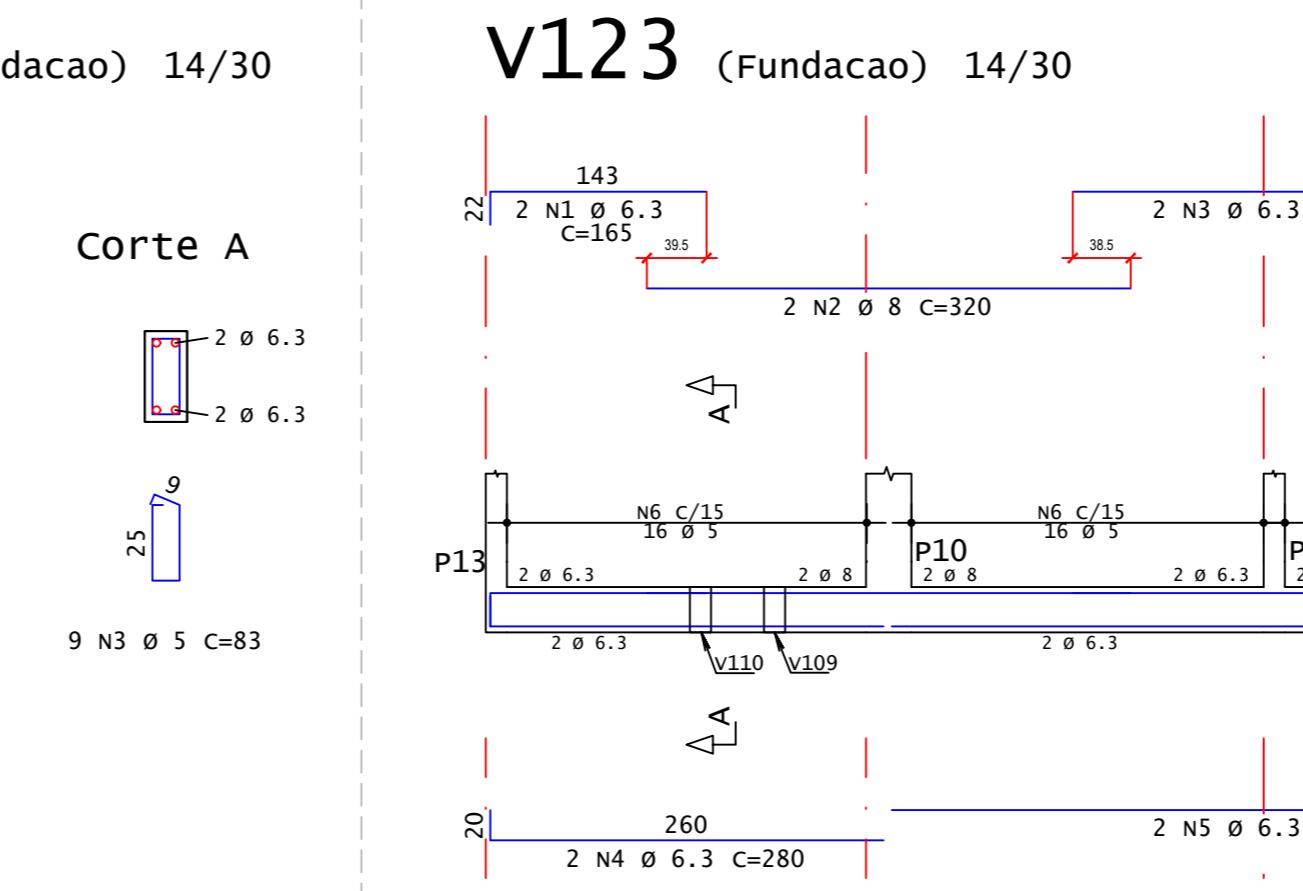 dacao) 14/30
Corte A
2 Ø 6.3
2 Ø 6.3
9
25
9 N3 Ø 5 C=83
V123 (Fundacao) 14/30
143
22
2 N1 Ø 6.3
C=165
39.5
38.5
2 N3 Ø 6.3
2 N2 Ø 8 C=320
A
N6 C/15
16 Ø 5
N6 C/15
16 Ø 5
P13
P10
P
2 Ø 6.3
2 Ø 8
2 Ø 8
2 Ø 6.3
2
2 Ø 6.3
2 Ø 6.3
V110
V109
A
20
260
2 N4 Ø 6.3 C=280
2 N5 Ø 6.3